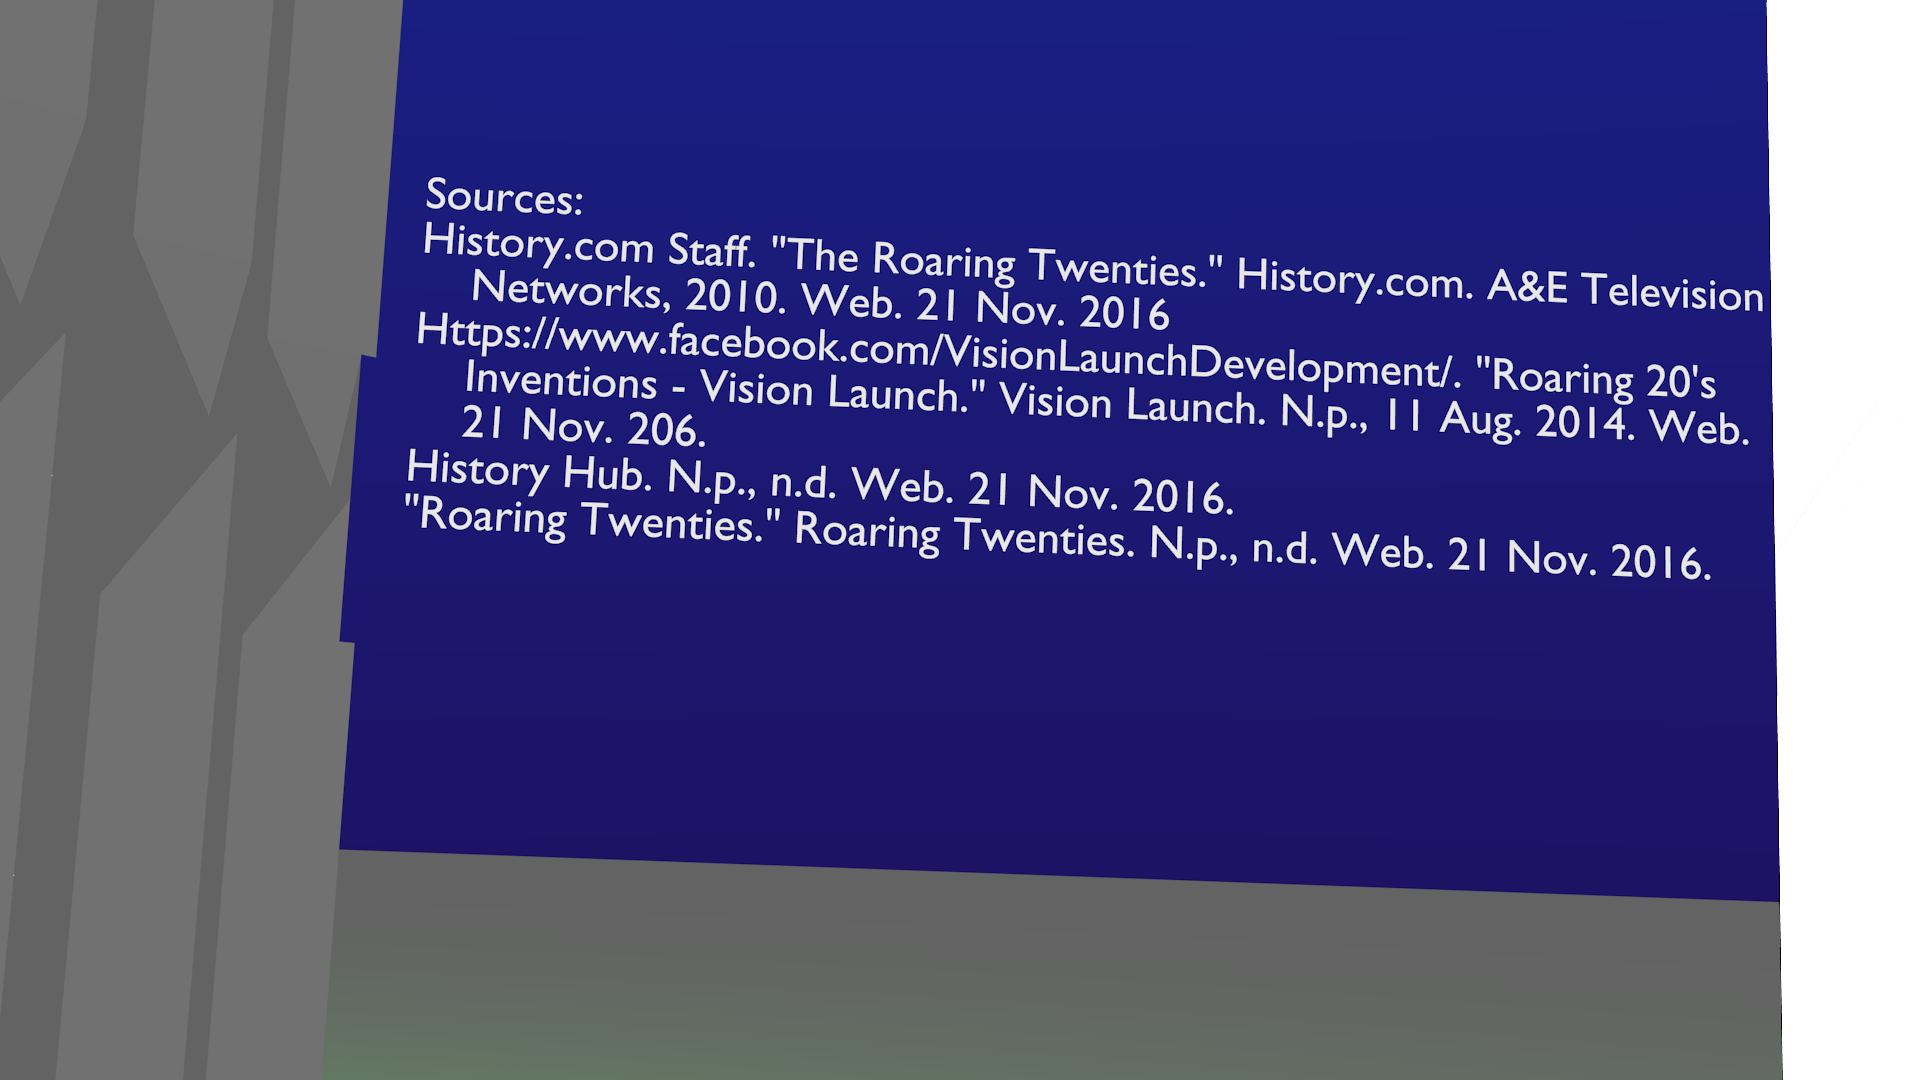 Sources:
History.com Staff. "The Roaring Twenties." History.com. A&E Television
Networks, 2010. Web. 21 Nov. 2016
Https://www.facebook.com/VisionLaunchDevelopment/. "Roaring 20's
Inventions - Vision Launch." Vision Launch. N.p., 11 Aug. 2014. Web.
21 Nov. 206.
History Hub. N.p., n.d. Web. 21 Nov. 2016.
"Roaring Twenties." Roaring Twenties. N.p., n.d. Web. 21 Nov. 2016.